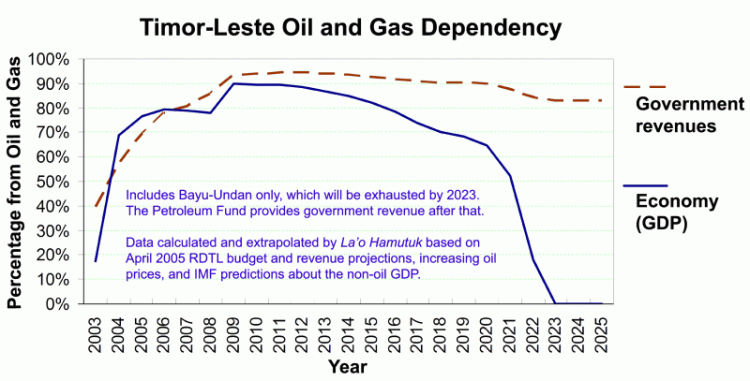 Timor-Leste Oil and Gas Dependency
Percentage from Oil and Gas
100%
90%
80%
70%
60%
50%
40%
30%
20%
10%
0%
Includes Bayu-Undan only, which will be exhausted by 2023.
The Petroleum Fund provides government revenue after that.
Data calculated and extrapolated by La'o Hamutuk based on
April 2005 RDTL budget and revenue projections, increasing oil
prices, and IMF predictions about the non-oil GDP.
2003
2004
2005
2006
2007
2008
2009
2010
2011
2012
2013
2014
2015
2016
2017
2018
2019
2020
2021
2022
2023
2024
2025
Year
Government
revenues
Economy
(GDP)